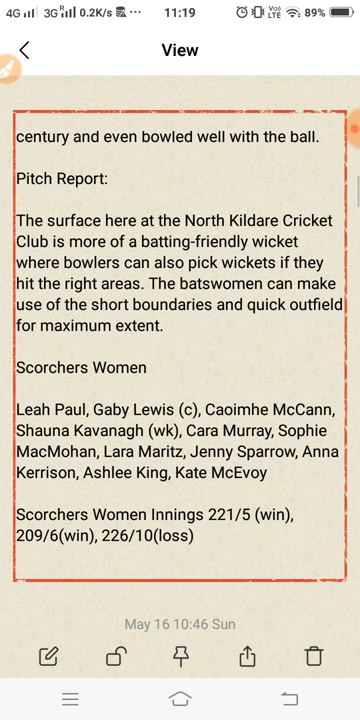 4G 3G R 0.2K/s ··· 11:19 Vo) LTE 89%
View
century and even bowled well with the ball.
Pitch Report:
The surface here at the North Kildare Cricket
Club is more of a batting-friendly wicket
where bowlers can also pick wickets if they
hit the right areas. The batswomen can make
use of the short boundaries and quick outfield
for maximum extent.
Scorchers Women
Leah Paul, Gaby Lewis (c), Caoimhe McCann,
Shauna Kavanagh (wk), Cara Murray, Sophie
MacMohan, Lara Maritz, Jenny Sparrow, Anna
Kerrison, Ashlee King, Kate McEvoy
Scorchers Women Innings 221/5 (win),
209/6(win), 226/10(loss)
May 16 10:46 Sun